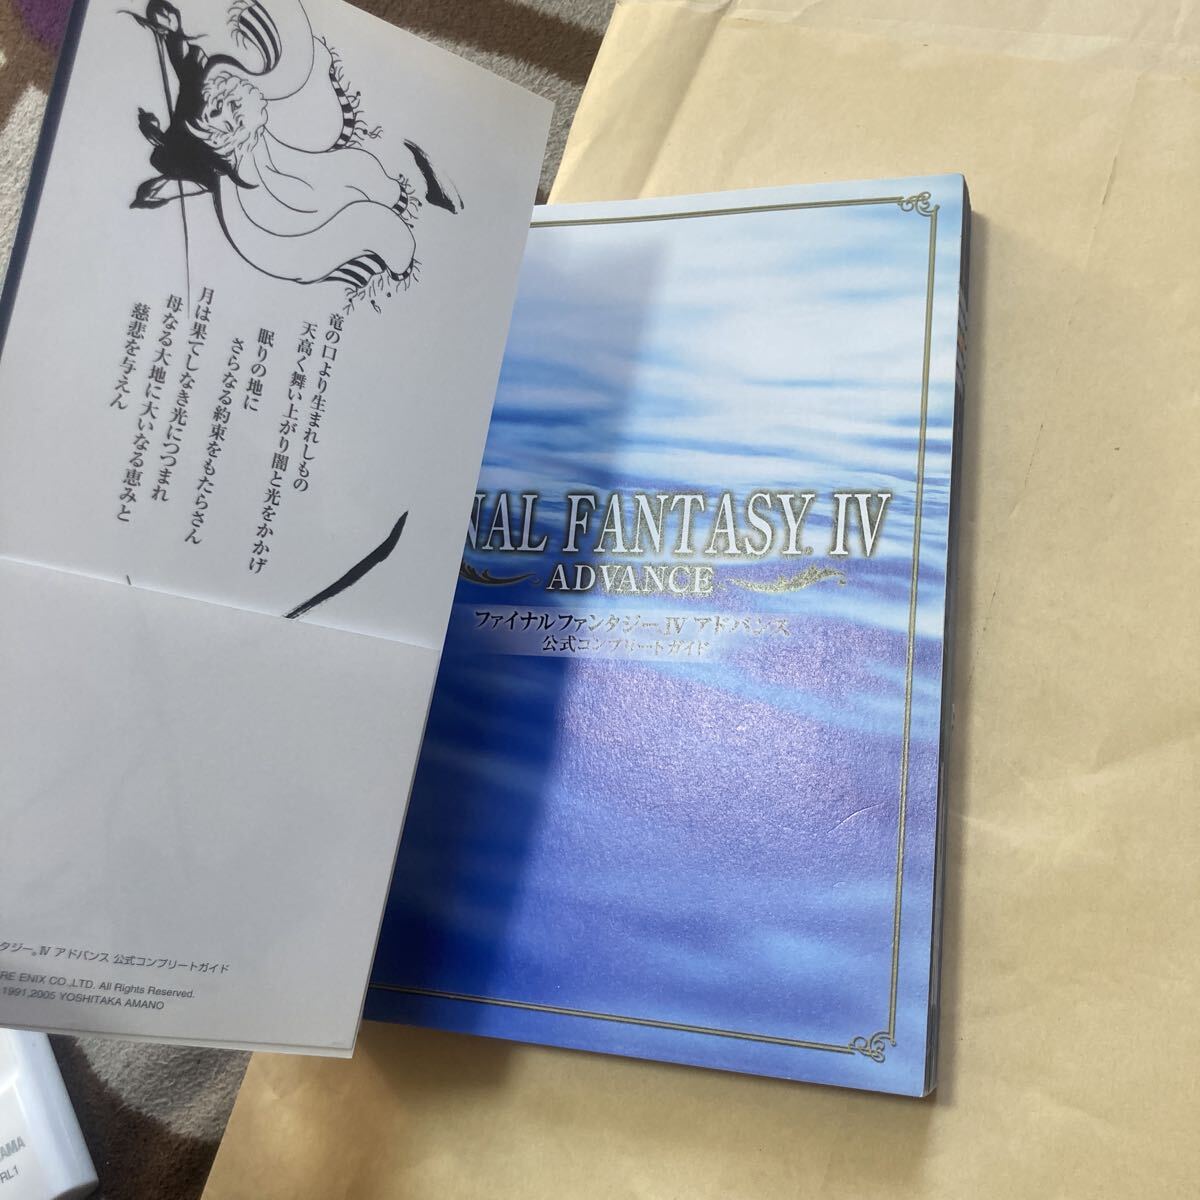 竜の口より生まれしもの
天高く舞い上がり闇と光をかかげ
眠りの地に
さらなる約束をもたらさん
月は果てしなき光につつまれ
母なる大地に大いなる恵みと
慈悲を与えん
タジー®IV アドバンス 公式コンプリートガイド
RE ENIX CO.,LTD. All Rights Reserved.
1991,2005 YOSHITAKA AMANO
NAL FANTASY® IV
ADVANCE
ファイナルファンタジー®IV アドバンス
公式コンプリートガイド
AMA
RL1